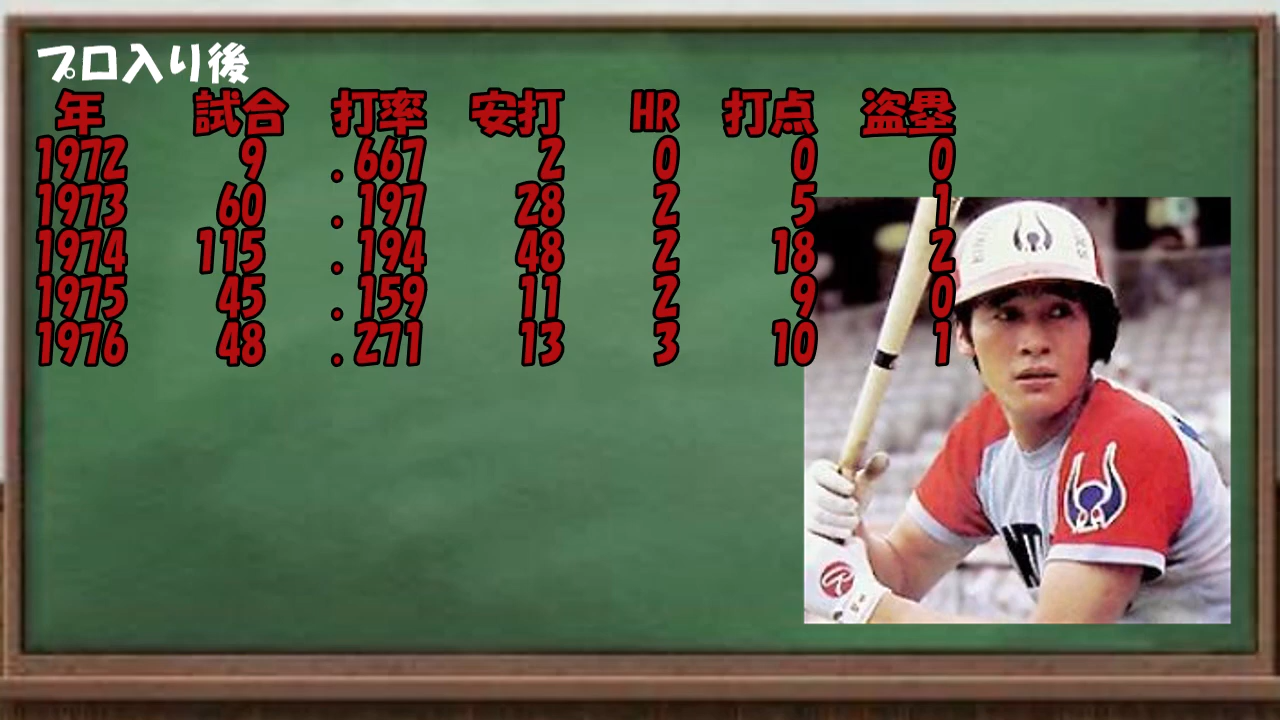 プロ入り後
年 試合 打率 安打 HR 打点 盗塁
1972 9 .667 2 0 0 0
1973 60 .197 28 2 5 1
1974 115 .194 48 2 18 2
1975 45 .159 11 2 9 0
1976 48 .271 13 3 10 1